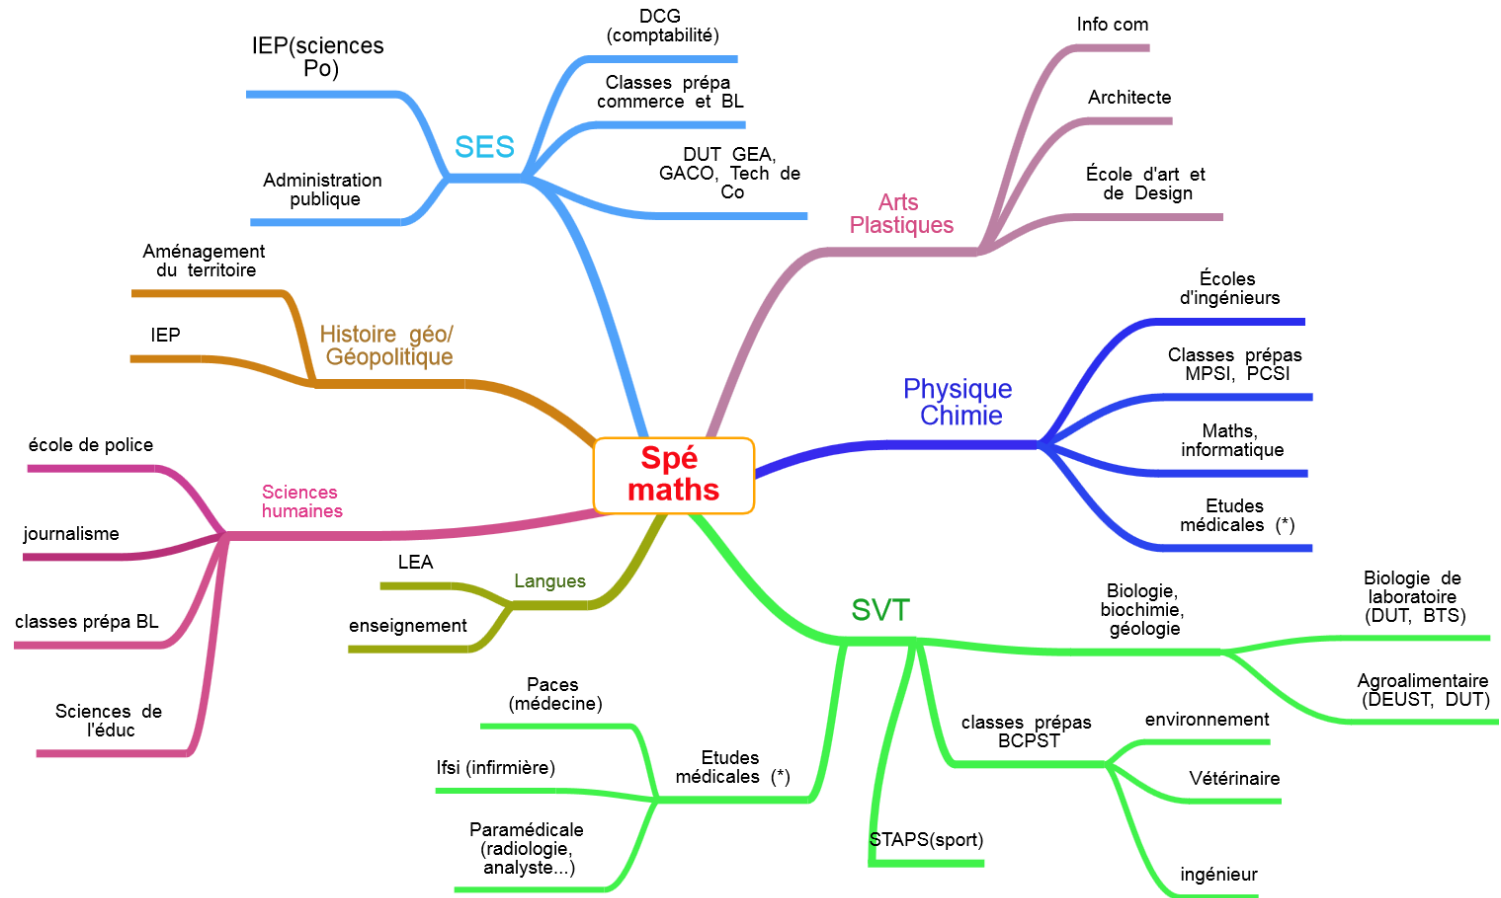 IEP(sciences
Po)
Administration
publique
SES
DCG
(comptabilité)
Classes prépa
commerce et BL
DUT GEA,
GACO, Tech de
Co
Arts
Plastiques
Info com
Architecte
École d'art et
de Design
Aménagement
du territoire
IEP
Histoire géo/
Géopolitique
Physique
Chimie
Écoles
d'ingénieurs
Classes prépas
MPSI, PCSI
Maths,
informatique
Etudes
médicales (*)
Spé
maths
école de police
journalisme
classes prépa BL
Sciences de
l'éduc
Sciences
humaines
LEA
enseignement
Langues
SVT
Biologie,
biochimie,
géologie
Biologie de
laboratoire
(DUT, BTS)
Agroalimentaire
(DEUST, DUT)
classes prépas
BCPST
environnement
Vétérinaire
ingénieur
STAPS(sport)
Etudes
médicales (*)
Paces
(médecine)
Ifsi (infirmière)
Paramédicale
(radiologie,
analyste...)